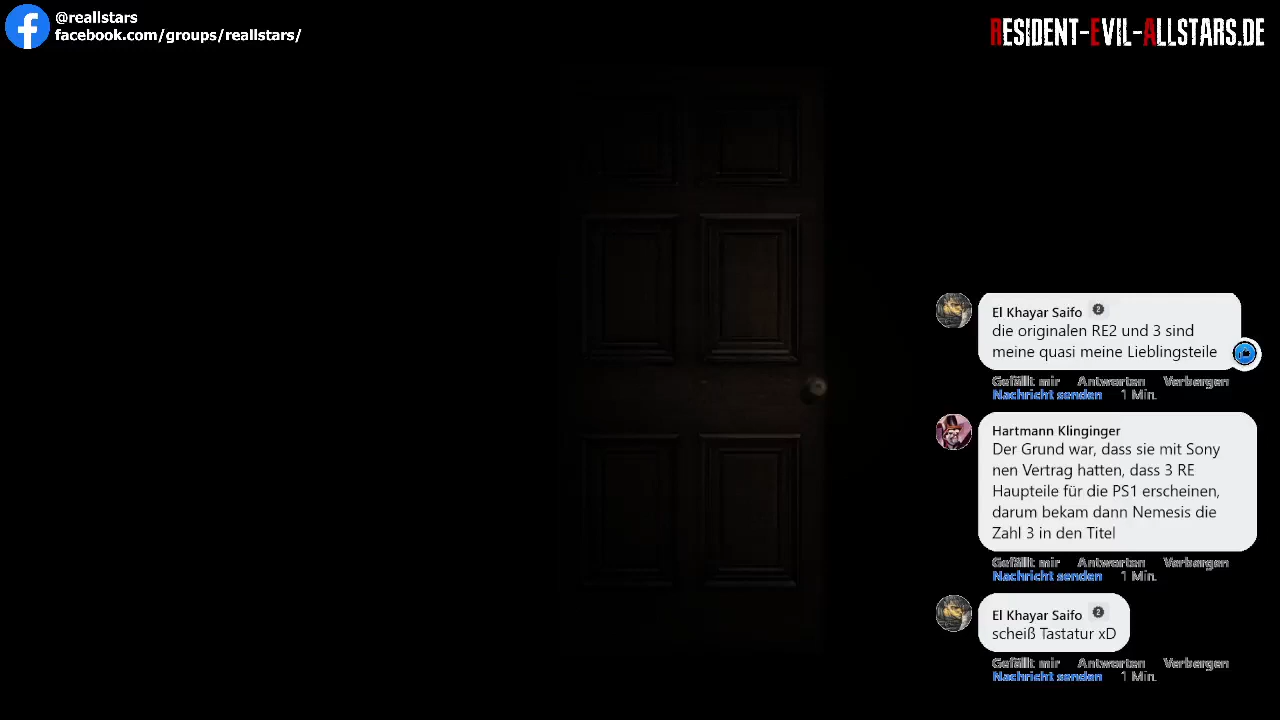 @reallstars
facebook.com/groups/reallstars/
RESIDENT-EVIL-ALLSTARS.DE
El Khayar Saifo 2
die originalen RE2 und 3 sind
meine quasi meine Lieblingsteile
Gefällt mir Antworten Verbergen
Nachricht senden 1 Min.
Hartmann Klinginger
Der Grund war, dass sie mit Sony
nen Vertrag hatten, dass 3 RE
Haupteile für die PS1 erscheinen,
darum bekam dann Nemesis die
Zahl 3 in den Titel
Gefällt mir Antworten Verbergen
Nachricht senden 1 Min.
El Khayar Saifo 2
scheiß Tastatur xD
Gefällt mir Antworten Verbergen
Nachricht senden 1 Min.